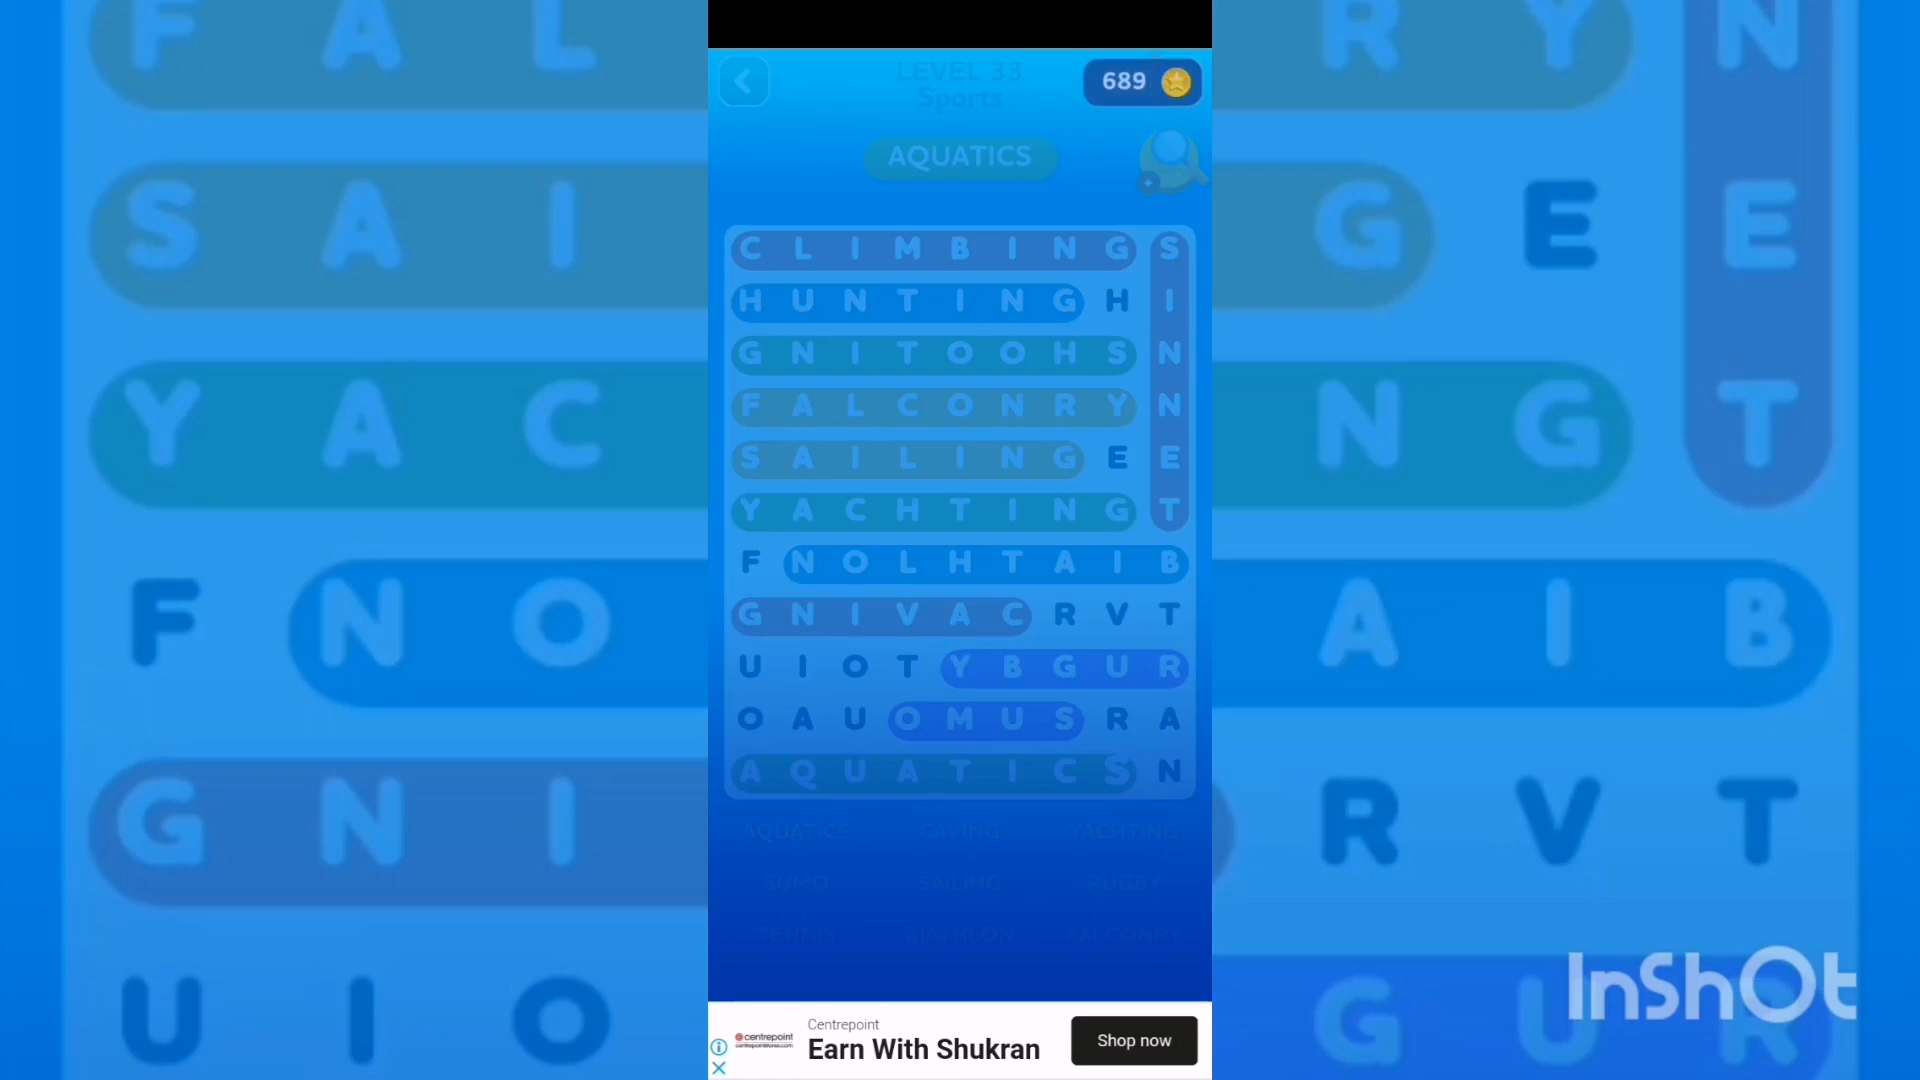 LEVEL 33
Sports
689
AQUATICS
C L I M B I N G S
H U N T I N G H I
G N I T O O H S N
F A L C O N R Y N
S A I L I N G E E
Y A C H T I N G T
F N O L H T A I B
G N I V A C R V T
U I O T Y B G U R
O A U O M U S R A
A Q U A T I C S N
AQUATICS CAVING YACHTING
SUMO SAILING RUGBY
TENNIS BIATHLON FALCONRY
centrepoint
Centrepoint
Earn With Shukran
Shop now
InShOt
F A L R Y N
S A I G E E
Y A C N G T
F N O A I B
G N I R V T
U I O G U R